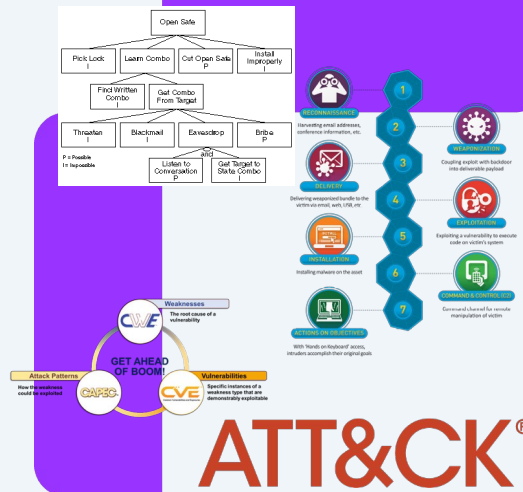 Open Safe
Pick Lock
I
Learn Combo
Cut Open Safe
P
Install
Improperly
I
Find Written
Combo
I
Get Combo
From Target
Threaten
I
Blackmail
I
Eavesdrop
Bribe
P
and
P = Possible
I = Impossible
Listen to
Conversation
P
Get Target to
State Combo
I
1
RECONNAISSANCE
Harvesting email addresses,
conference information, etc.
2
WEAPONIZATION
Coupling exploit with backdoor
into deliverable payload
3
DELIVERY
Delivering weaponized bundle to the
victim via email, web, USB, etc
4
EXPLOITATION
Exploiting a vulnerability to execute
code on victim's system
5
INSTALLATION
Installing malware on the asset
6
COMMAND & CONTROL (C2)
Command channel for remote
manipulation of victim
7
ACTIONS ON OBJECTIVES
With 'Hands on Keyboard' access,
intruders accomplish their original goals
Weaknesses
The root cause of a
vulnerability
CWE
GET AHEAD
OF BOOM!
Attack Patterns
How the weakness
could be exploited
CAPEC
Vulnerabilities
Specific instances of a
weakness type that are
demonstrably exploitable
CVE
ATT&CK®